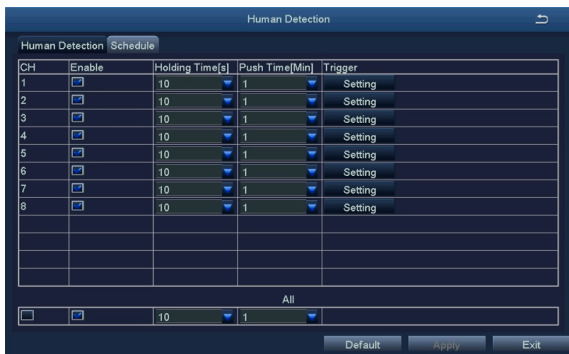 Human Detection
Human Detection Schedule
CH Enable Holding Time[s] Push Time[Min] Trigger
1 10 1 Setting
2 10 1 Setting
3 10 1 Setting
4 10 1 Setting
5 10 1 Setting
6 10 1 Setting
7 10 1 Setting
8 10 1 Setting
All
10 1
Default Apply Exit